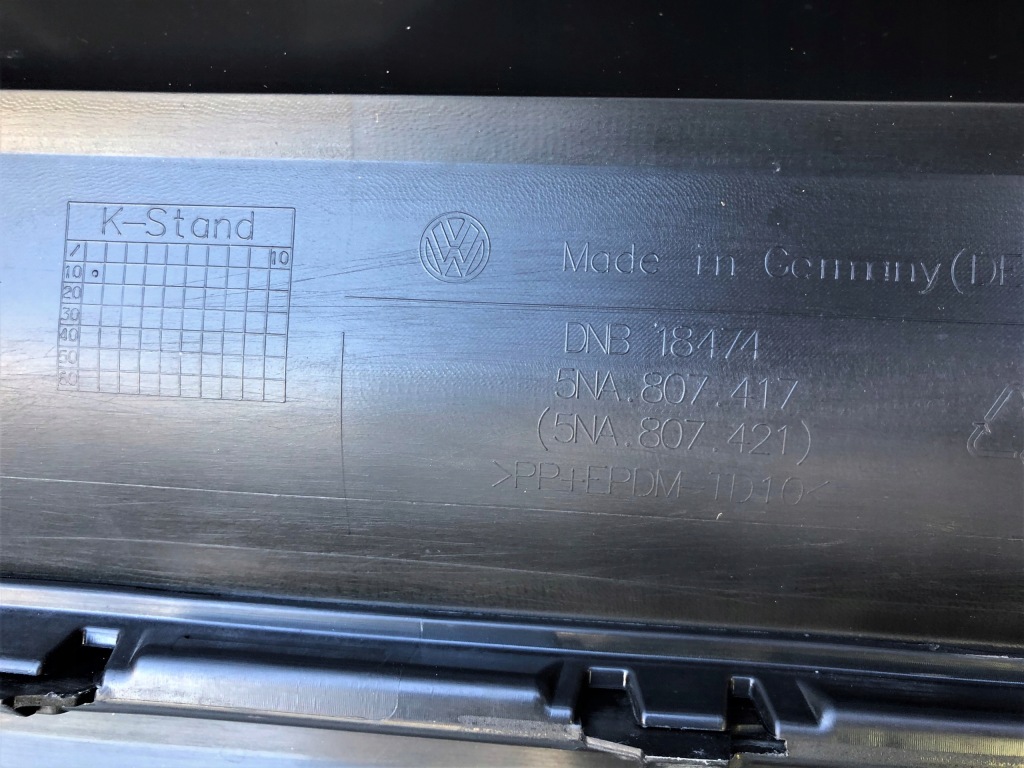 K-Stand
/ 10
10
20
30
40
50
VW
Made in Germany (DE
DNB 18474
5NA.807.417
(5NA.807.421)
>PP+EPDM-TD10<